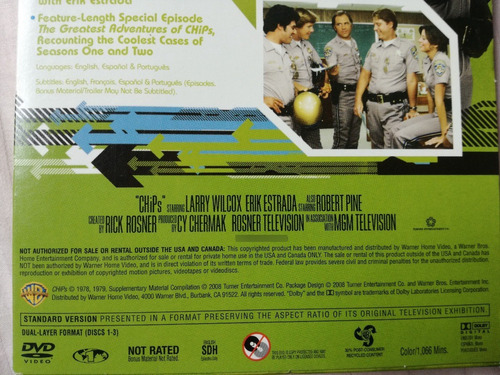 with Erik Estrada
• Feature-Length Special Episode
The Greatest Adventures of CHiPs,
Recounting the Coolest Cases of
Seasons One and Two
Languages: English, Español & Português
Subtitles: English, Français, Español & Português (Episodes.
Bonus Material/Trailer May Not Be Subtitled).
"CHiPs" STARRING LARRY WILCOX ERIK ESTRADA ALSO STARRING ROBERT PINE
CREATED BY RICK ROSNER PRODUCED BY CY CHERMAK ROSNER TELEVISION IN ASSOCIATION WITH MGM TELEVISION
NOT AUTHORIZED FOR SALE OR RENTAL OUTSIDE THE USA AND CANADA: This copyrighted product has been manufactured and distributed by Warner Home Video, a Warner Bros.
Home Entertainment Company, and is authorized for sale or rental for private home use in the USA and Canada ONLY. The sale or rental of this product outside of the USA and Canada has
NOT been authorized by Warner Home Video, and is in direct violation of its written terms of trade. Federal law provides severe civil and criminal penalties for the unauthorized distribution,
reproduction or exhibition of copyrighted motion pictures, videotapes or videodiscs.
WB
CHiPs © 1978, 1979, Supplementary Material Compilation © 2008 Turner Entertainment Co. Package Design © 2008 Turner Entertainment Co. and Warner Bros. Entertainment Inc.
Distributed by Warner Home Video, 4000 Warner Blvd., Burbank, CA 91522. All rights reserved. "Dolby" and the symbol are trademarks of Dolby Laboratories Licensing Corporation.
STANDARD VERSION PRESENTED IN A FORMAT PRESERVING THE ASPECT RATIO OF ITS ORIGINAL TELEVISION EXHIBITION.
DUAL-LAYER FORMAT (DISCS 1-3)
DVD
VIDEO
NOT RATED
Bonus Material Not Rated
ENGLISH
SDH
Color/1,066 Mins.
DOLBY
DIGITAL